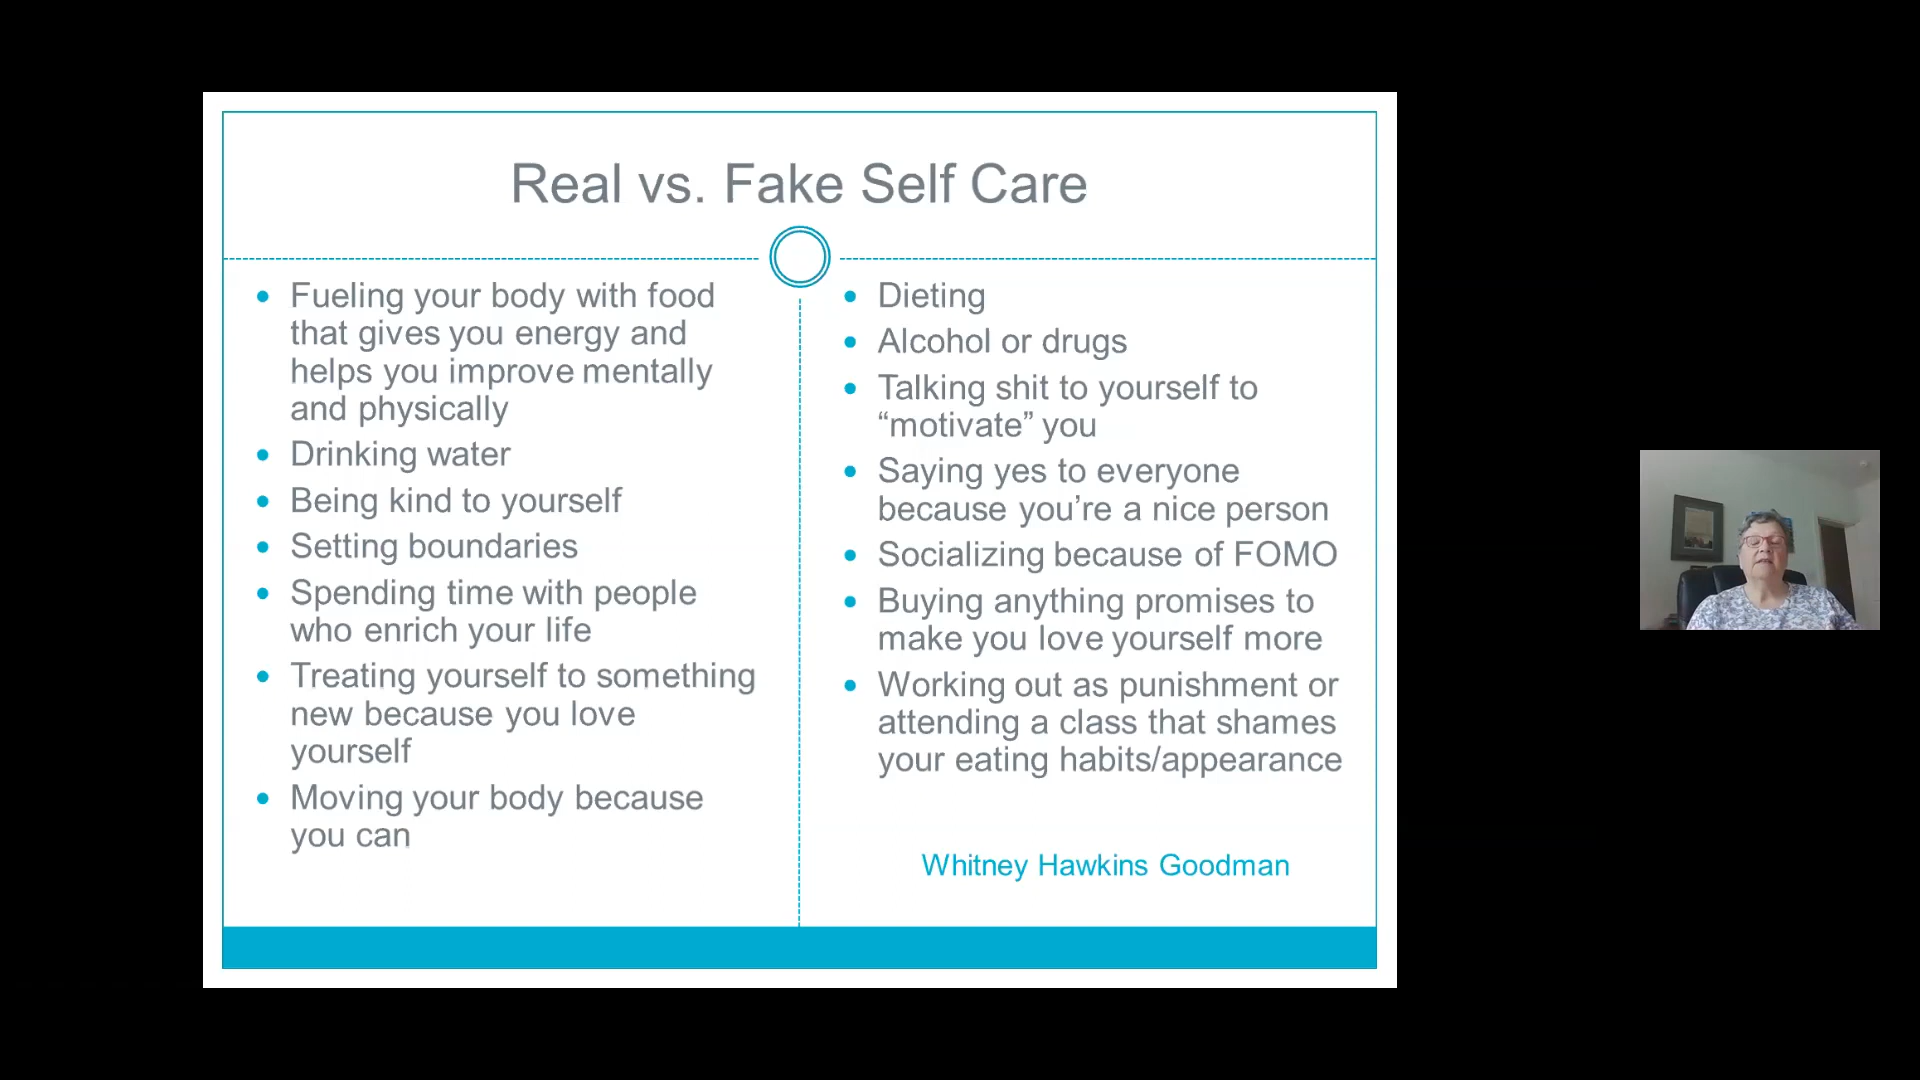 Real vs. Fake Self Care
Fueling your body with food
that gives you energy and
helps you improve mentally
and physically
Drinking water
Being kind to yourself
Setting boundaries
Spending time with people
who enrich your life
Treating yourself to something
new because you love
yourself
Moving your body because
you can
Dieting
Alcohol or drugs
Talking shit to yourself to
“motivate” you
Saying yes to everyone
because you’re a nice person
Socializing because of FOMO
Buying anything promises to
make you love yourself more
Working out as punishment or
attending a class that shames
your eating habits/appearance
Whitney Hawkins Goodman